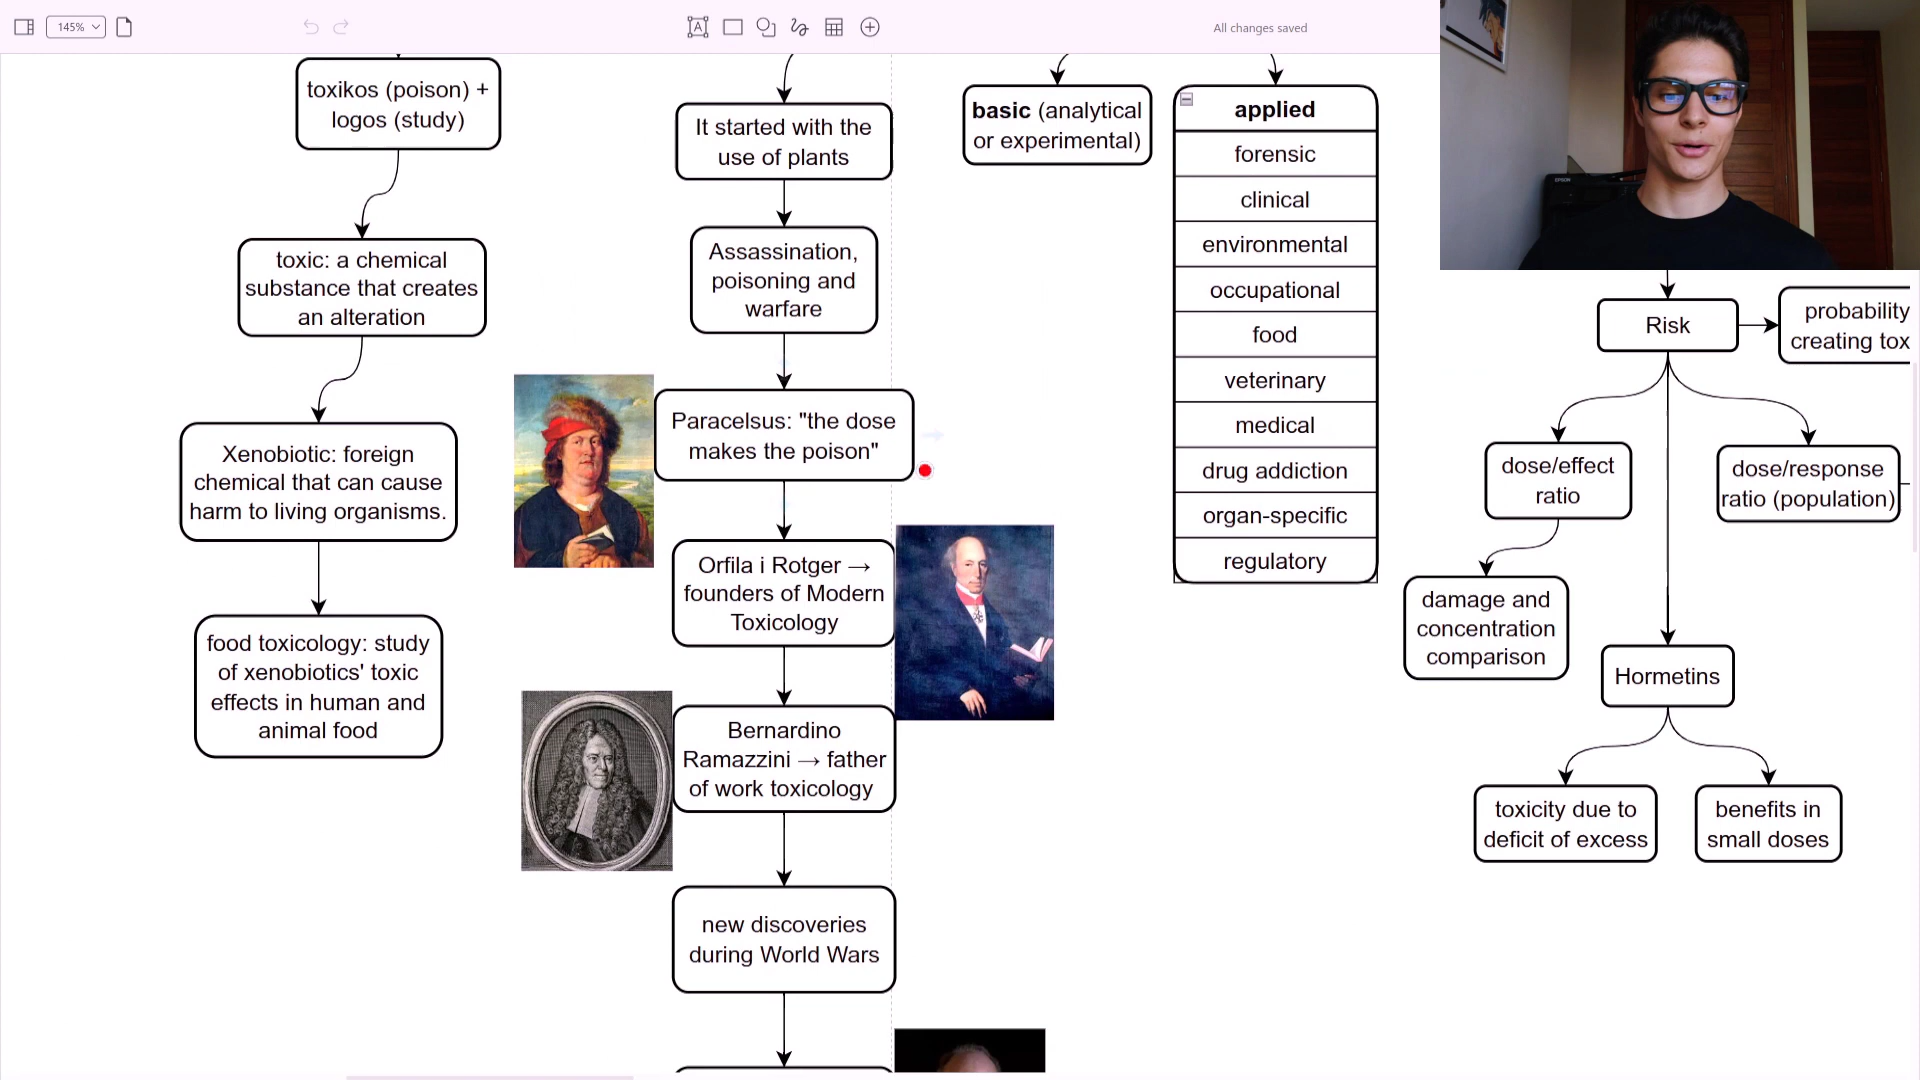 145%
All changes saved
toxikos (poison) +
logos (study)
toxic: a chemical
substance that creates
an alteration
Xenobiotic: foreign
chemical that can cause
harm to living organisms.
food toxicology: study
of xenobiotics' toxic
effects in human and
animal food
It started with the
use of plants
Assassination,
poisoning and
warfare
Paracelsus: "the dose
makes the poison"
Orfila i Rotger →
founders of Modern
Toxicology
Bernardino
Ramazzini → father
of work toxicology
new discoveries
during World Wars
basic (analytical
or experimental)
applied
forensic
clinical
environmental
occupational
food
veterinary
medical
drug addiction
organ-specific
regulatory
EPSON
Risk
probability
creating tox
dose/effect
ratio
dose/response
ratio (population)
damage and
concentration
comparison
Hormetins
toxicity due to
deficit of excess
benefits in
small doses